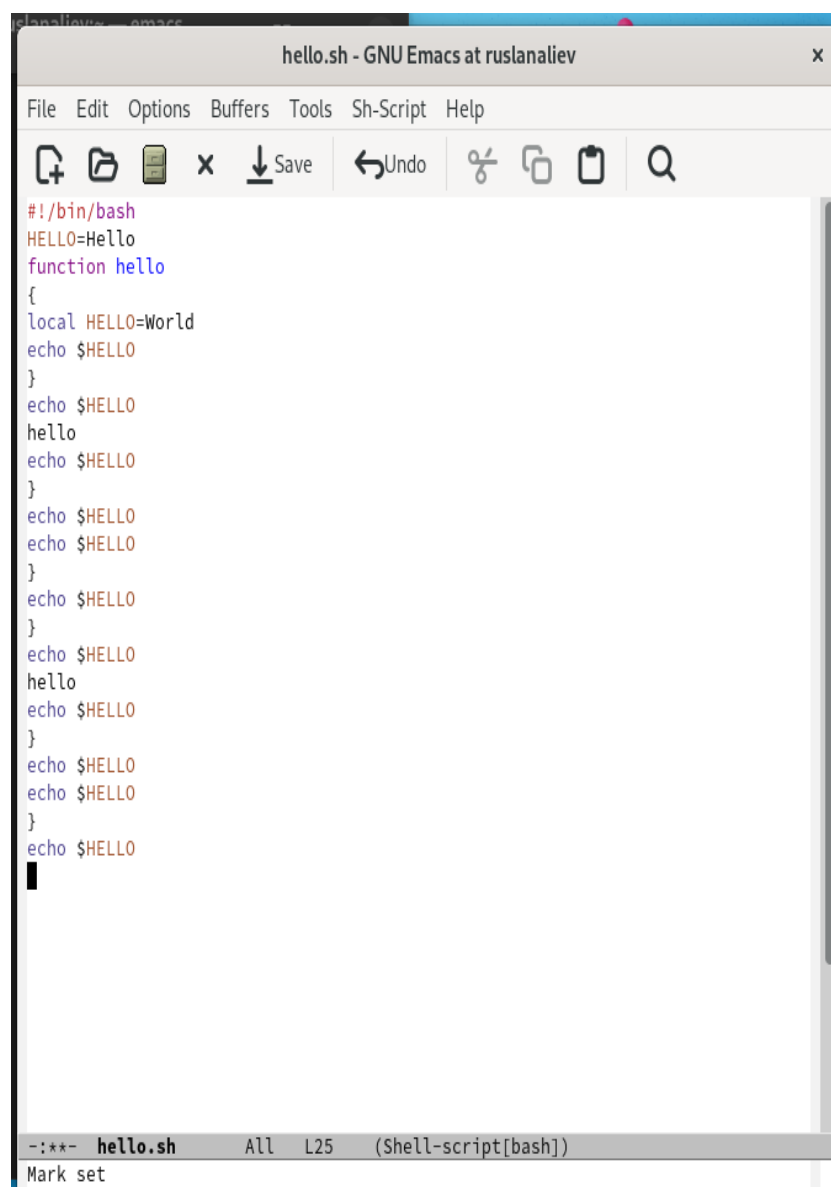 ruslanaliev:~ — emacs
hello.sh - GNU Emacs at ruslanaliev
File Edit Options Buffers Tools Sh-Script Help
Save Undo
#!/bin/bash
HELLO=Hello
function hello
{
local HELLO=World
echo $HELLO
}
echo $HELLO
hello
echo $HELLO
}
echo $HELLO
echo $HELLO
}
echo $HELLO
}
echo $HELLO
hello
echo $HELLO
}
echo $HELLO
echo $HELLO
}
echo $HELLO
-:**- hello.sh All L25 (Shell-script[bash])
Mark set